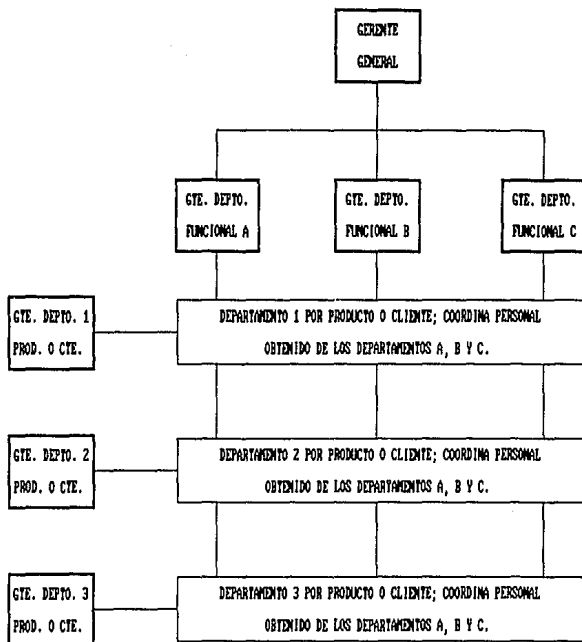 GERENTE
GENERAL
GTE. DEPTO.
FUNCIONAL A
GTE. DEPTO.
FUNCIONAL B
GTE. DEPTO.
FUNCIONAL C
GTE. DEPTO. 1
PROD. O CTE.
DEPARTAMENTO 1 POR PRODUCTO O CLIENTE; COORDINA PERSONAL
OBTENIDO DE LOS DEPARTAMENTOS A, B Y C.
GTE. DEPTO. 2
PROD. O CTE.
DEPARTAMENTO 2 POR PRODUCTO O CLIENTE; COORDINA PERSONAL
OBTENIDO DE LOS DEPARTAMENTOS A, B Y C.
GTE. DEPTO. 3
PROD. O CTE.
DEPARTAMENTO 3 POR PRODUCTO O CLIENTE; COORDINA PERSONAL
OBTENIDO DE LOS DEPARTAMENTOS A, B Y C.